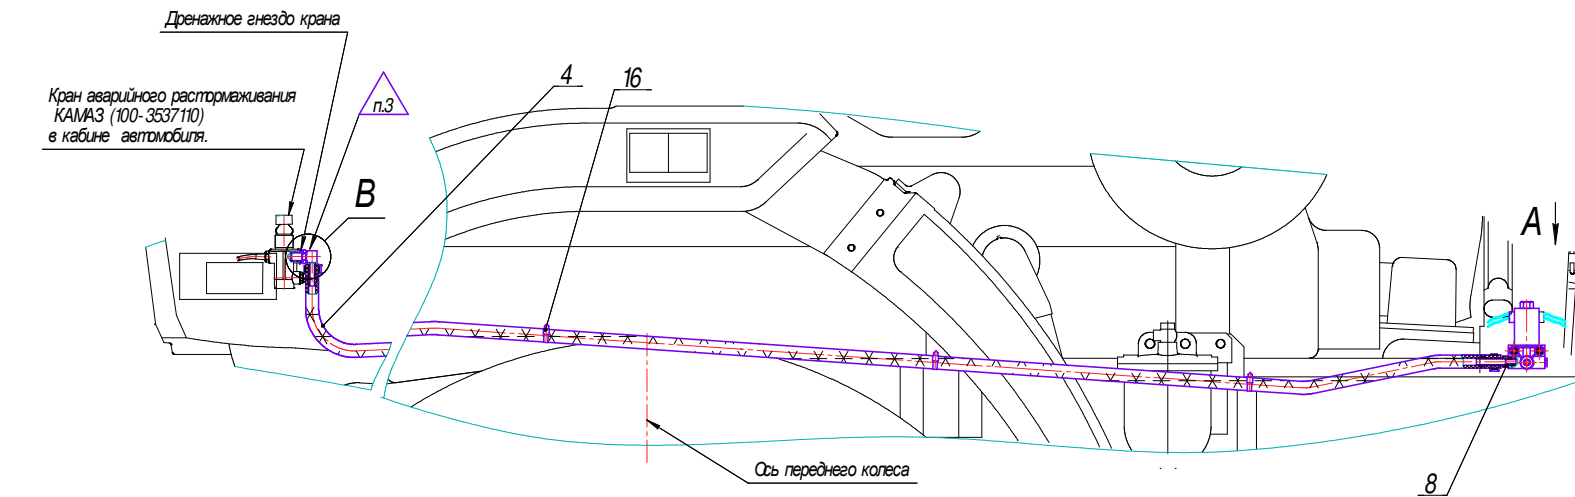 Дренажное гнездо крана
Кран аварийного растормаживания
КАМАЗ (100-3537110)
в кабине автомобиля.
п.3
4
16
В
А
Ось переднего колеса
8